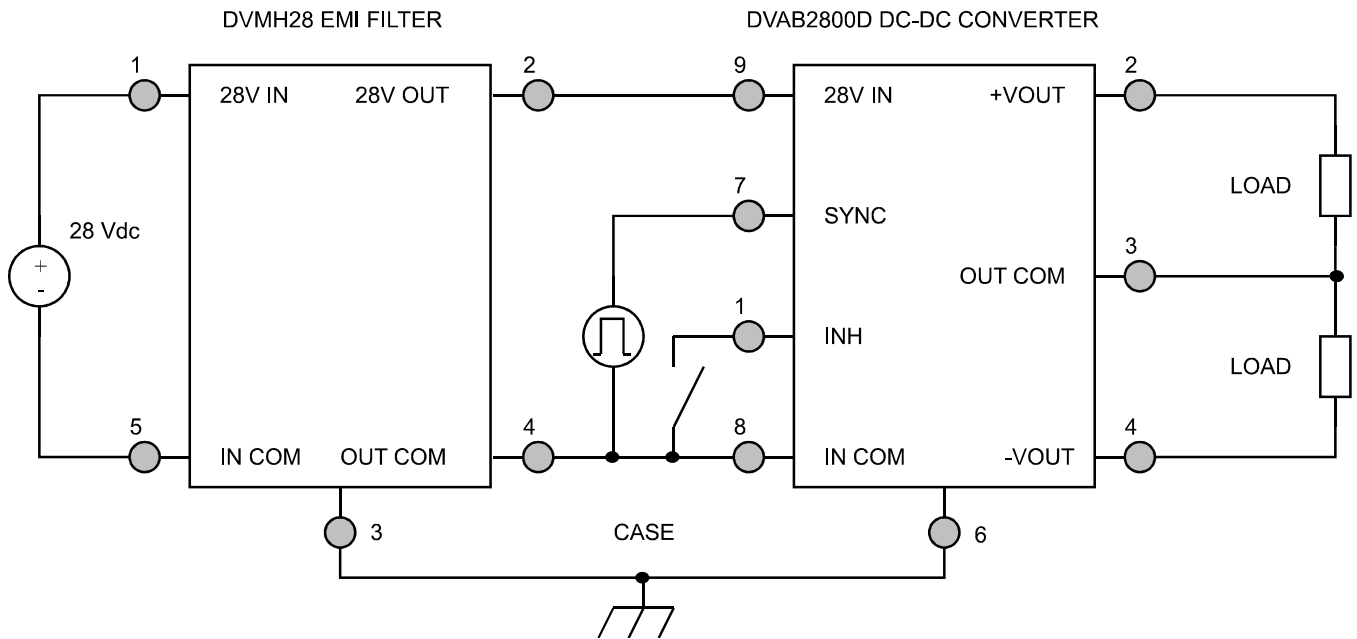 DVMH28 EMI FILTER
DVAB2800D DC-DC CONVERTER
1
2
9
2
28V IN
28V OUT
28V IN
+VOUT
7
LOAD
SYNC
28 Vdc
3
+
-
OUT COM
1
INH
LOAD
5
4
8
4
IN COM
OUT COM
IN COM
-VOUT
3
CASE
6